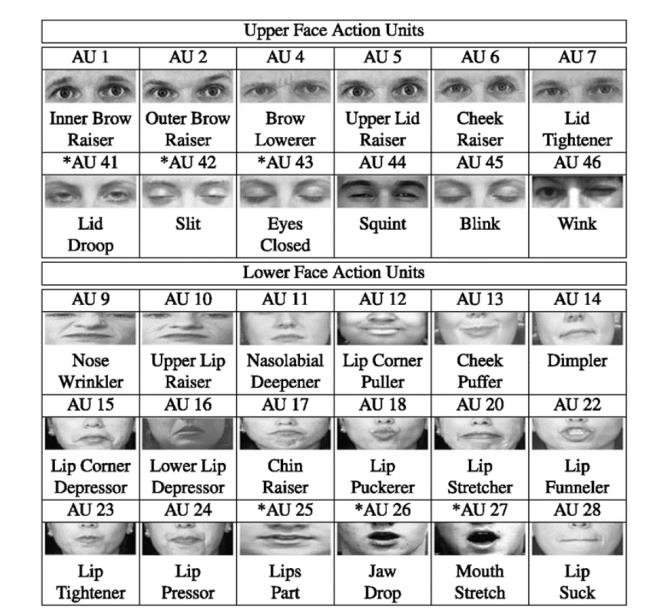 Upper Face Action Units
AU 1 AU 2 AU 4 AU 5 AU 6 AU 7
Inner Brow Outer Brow Brow Upper Lid Cheek Lid
Raiser Raiser Lowerer Raiser Raiser Tightener
*AU 41 *AU 42 *AU 43 AU 44 AU 45 AU 46
Lid Slit Eyes Squint Blink Wink
Droop Closed
Lower Face Action Units
AU 9 AU 10 AU 11 AU 12 AU 13 AU 14
Nose Upper Lip Nasolabial Lip Corner Cheek Dimpler
Wrinkler Raiser Deepener Puller Puffer
AU 15 AU 16 AU 17 AU 18 AU 20 AU 22
Lip Corner Lower Lip Chin Lip Lip Lip
Depressor Depressor Raiser Puckerer Stretcher Funneler
AU 23 AU 24 *AU 25 *AU 26 *AU 27 AU 28
Lip Lip Lips Jaw Mouth Lip
Tightener Pressor Part Drop Stretch Suck